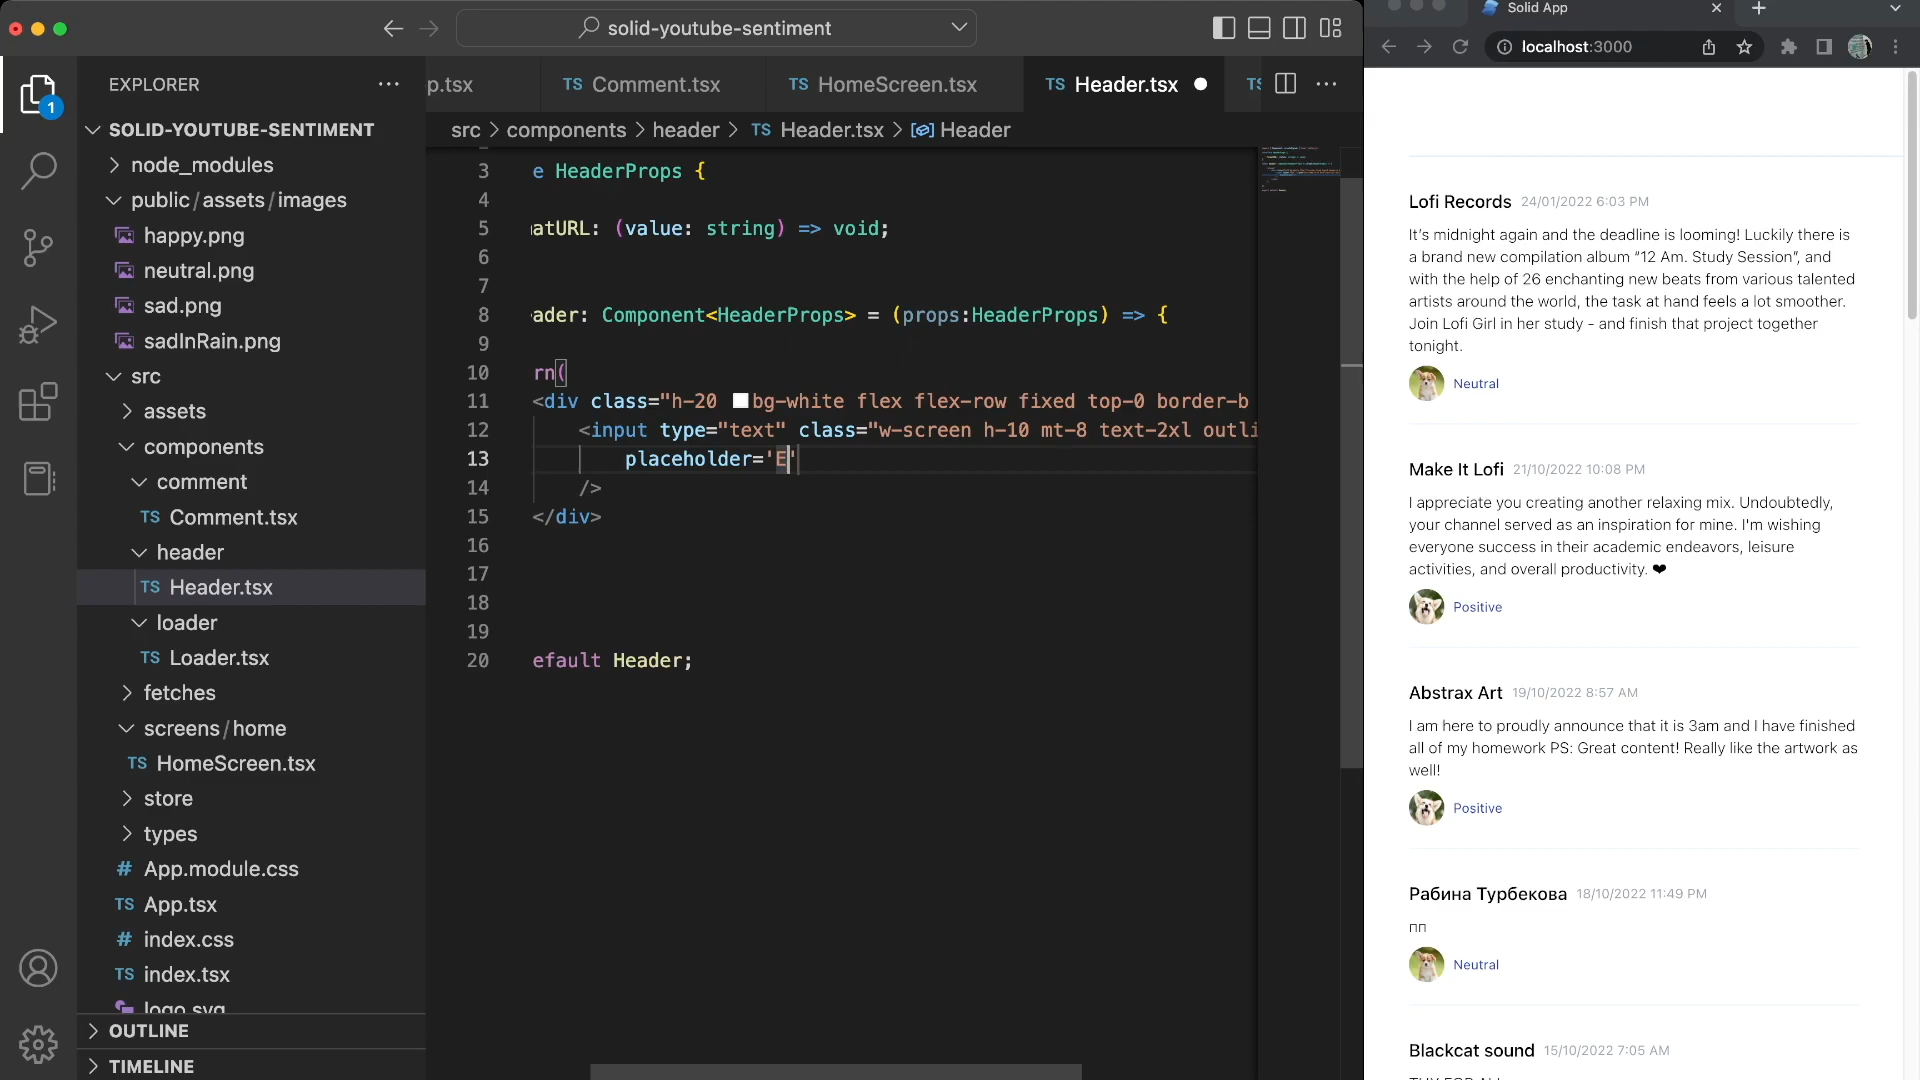 solid-youtube-sentiment
EXPLORER
1
SOLID-YOUTUBE-SENTIMENT
node_modules
public/assets/images
happy.png
neutral.png
sad.png
sadInRain.png
src
assets
components
comment
TS Comment.tsx
header
TS Header.tsx
loader
TS Loader.tsx
fetches
screens/home
TS HomeScreen.tsx
store
types
# App.module.css
TS App.tsx
# index.css
TS index.tsx
logo.svg
OUTLINE
TIMELINE
p.tsx
TS Comment.tsx
TS HomeScreen.tsx
TS Header.tsx
TS
src > components > header > TS Header.tsx > Header
3 e HeaderProps {
4
5 atURL: (value: string) => void;
6
7
8 ader: Component<HeaderProps> = (props:HeaderProps) => {
9
10 rn(
11 <div class="h-20 bg-white flex flex-row fixed top-0 border-b
12 <input type="text" class="w-screen h-10 mt-8 text-2xl outli
13 placeholder='E'
14 />
15 </div>
16
17
18
19
20 efault Header;
Solid App
localhost:3000
Lofi Records 24/01/2022 6:03 PM
It’s midnight again and the deadline is looming! Luckily there is
a brand new compilation album “12 Am. Study Session”, and
with the help of 26 enchanting new beats from various talented
artists around the world, the task at hand feels a lot smoother.
Join Lofi Girl in her study - and finish that project together
tonight.
Neutral
Make It Lofi 21/10/2022 10:08 PM
I appreciate you creating another relaxing mix. Undoubtedly,
your channel served as an inspiration for mine. I'm wishing
everyone success in their academic endeavors, leisure
activities, and overall productivity. ❤
Positive
Abstrax Art 19/10/2022 8:57 AM
I am here to proudly announce that it is 3am and I have finished
all of my homework PS: Great content! Really like the artwork as
well!
Positive
Рабина Турбекова 18/10/2022 11:49 PM
пп
Neutral
Blackcat sound 15/10/2022 7:05 AM